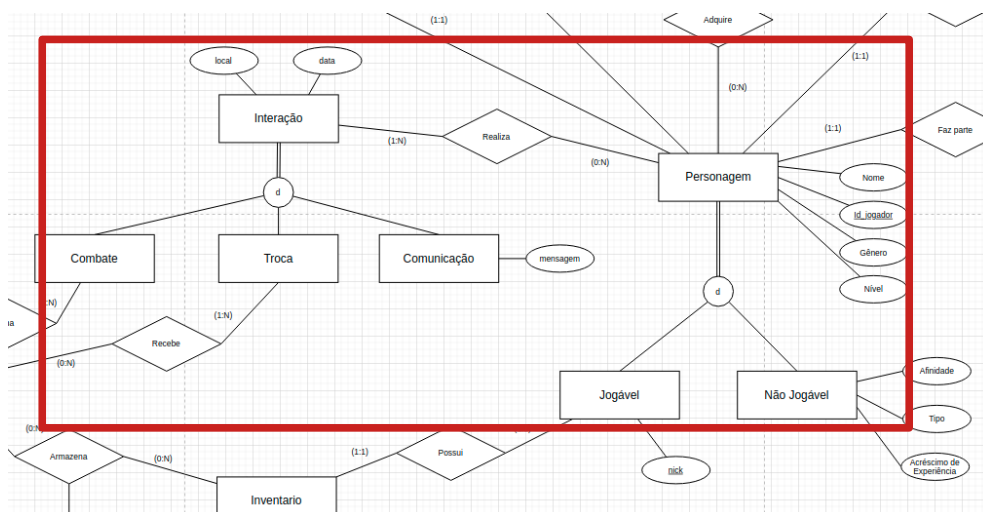 (1:1)
Adquire
local
data
(1:1)
(0:N)
Interação
Realiza
(1:1)
Faz parte
(1:N)
(0:N)
Personagem
Nome
d
Id_jogador
Combate
Troca
Comunicação
mensagem
Gênero
d
Nível
:N)
(1:N)
na
Recebe
(0:N)
Afinidade
Jogável
Não Jogável
Tipo
(0:N)
Armazena
(0:N)
(1:1)
Possui
nick
Acréscimo de
Experiência
Inventario